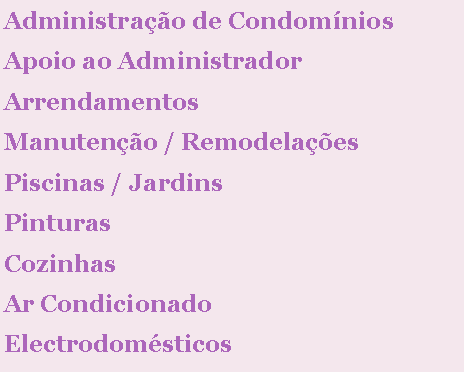 Administração de Condomínios
Apoio ao Administrador
Arrendamentos
Manutenção / Remodelações
Piscinas / Jardins
Pinturas
Cozinhas
Ar Condicionado
Electrodomésticos